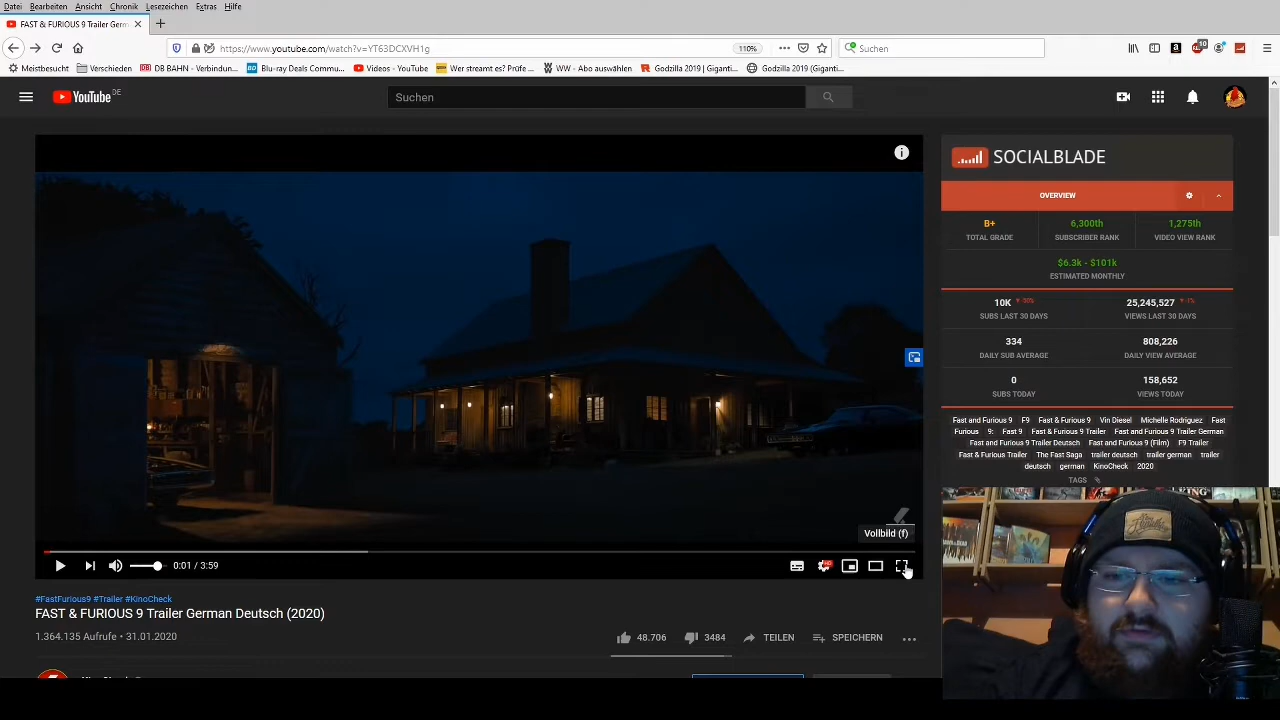 Datei Bearbeiten Ansicht Chronik Lesezeichen Extras Hilfe
FAST & FURIOUS 9 Trailer Germ
https://www.youtube.com/watch?v=YT63DCXVH1g
110%
Suchen
10
Meistbesucht Verschieden DB BAHN - Verbindun... Blu-ray Deals Commu... Videos - YouTube Wer streamt es? Prüfe ... WW - Abo auswählen Godzilla 2019 | Giganti... Godzilla 2019 (Giganti...
YouTube DE
Suchen
SOCIALBLADE
OVERVIEW
B+ 6,300th 1,275th
TOTAL GRADE SUBSCRIBER RANK VIDEO VIEW RANK
$6.3k - $101k
ESTIMATED MONTHLY
10K 25,245,527
SUBS LAST 30 DAYS VIEWS LAST 30 DAYS
334 808,226
DAILY SUB AVERAGE DAILY VIEW AVERAGE
0 158,652
SUBS TODAY VIEWS TODAY
Fast and Furious 9 F9 Fast & Furious 9 Vin Diesel Michelle Rodriguez Fast
Furious 9: Fast 9 Fast & Furious 9 Trailer Fast and Furious 9 Trailer German
Fast and Furious 9 Trailer Deutsch Fast and Furious 9 (Film) F9 Trailer
Fast & Furious Trailer The Fast Saga trailer deutsch trailer german trailer
deutsch german KinoCheck 2020
TAGS
Vollbild (f)
0:01 / 3:59
#FastFurious9 #Trailer #KinoCheck
FAST & FURIOUS 9 Trailer German Deutsch (2020)
1.364.135 Aufrufe • 31.01.2020
48.706 3484 TEILEN SPEICHERN